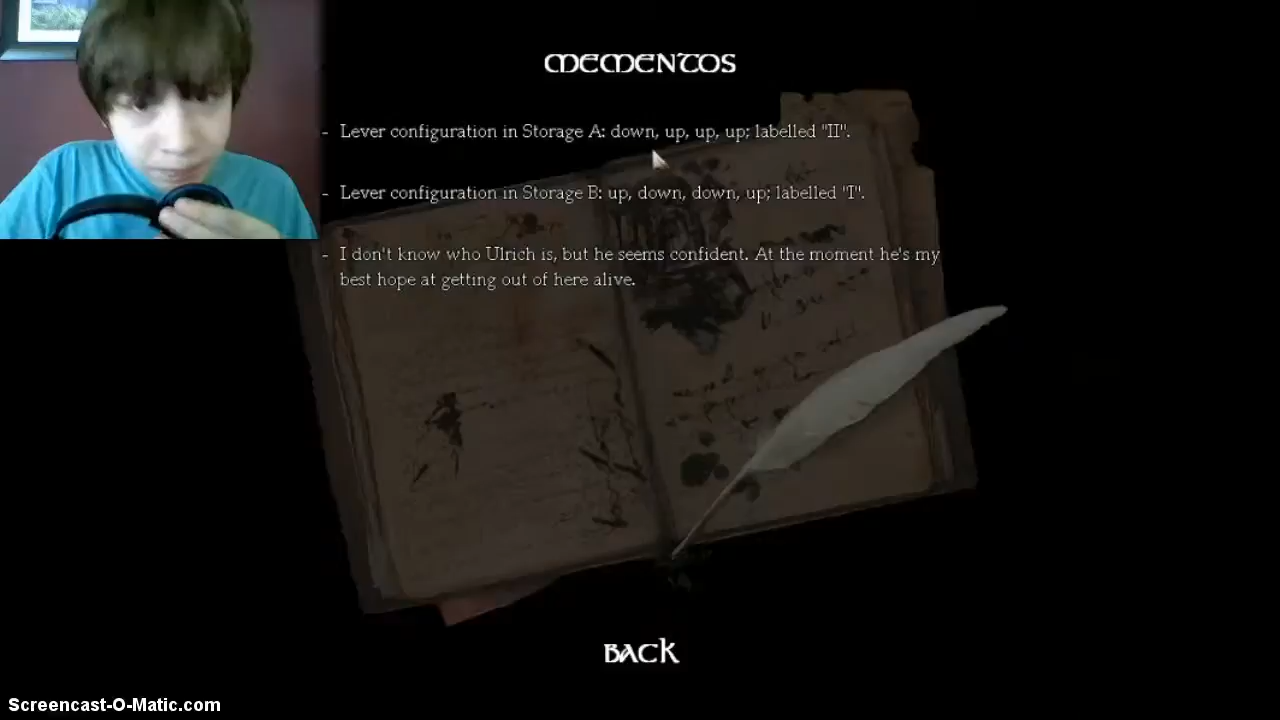 MEMENTOS
- Lever configuration in Storage A: down, up, up, up; labelled "II".
- Lever configuration in Storage B: up, down, down, up; labelled "I".
- I don't know who Ulrich is, but he seems confident. At the moment he's my
best hope at getting out of here alive.
BACK
Screencast-O-Matic.com